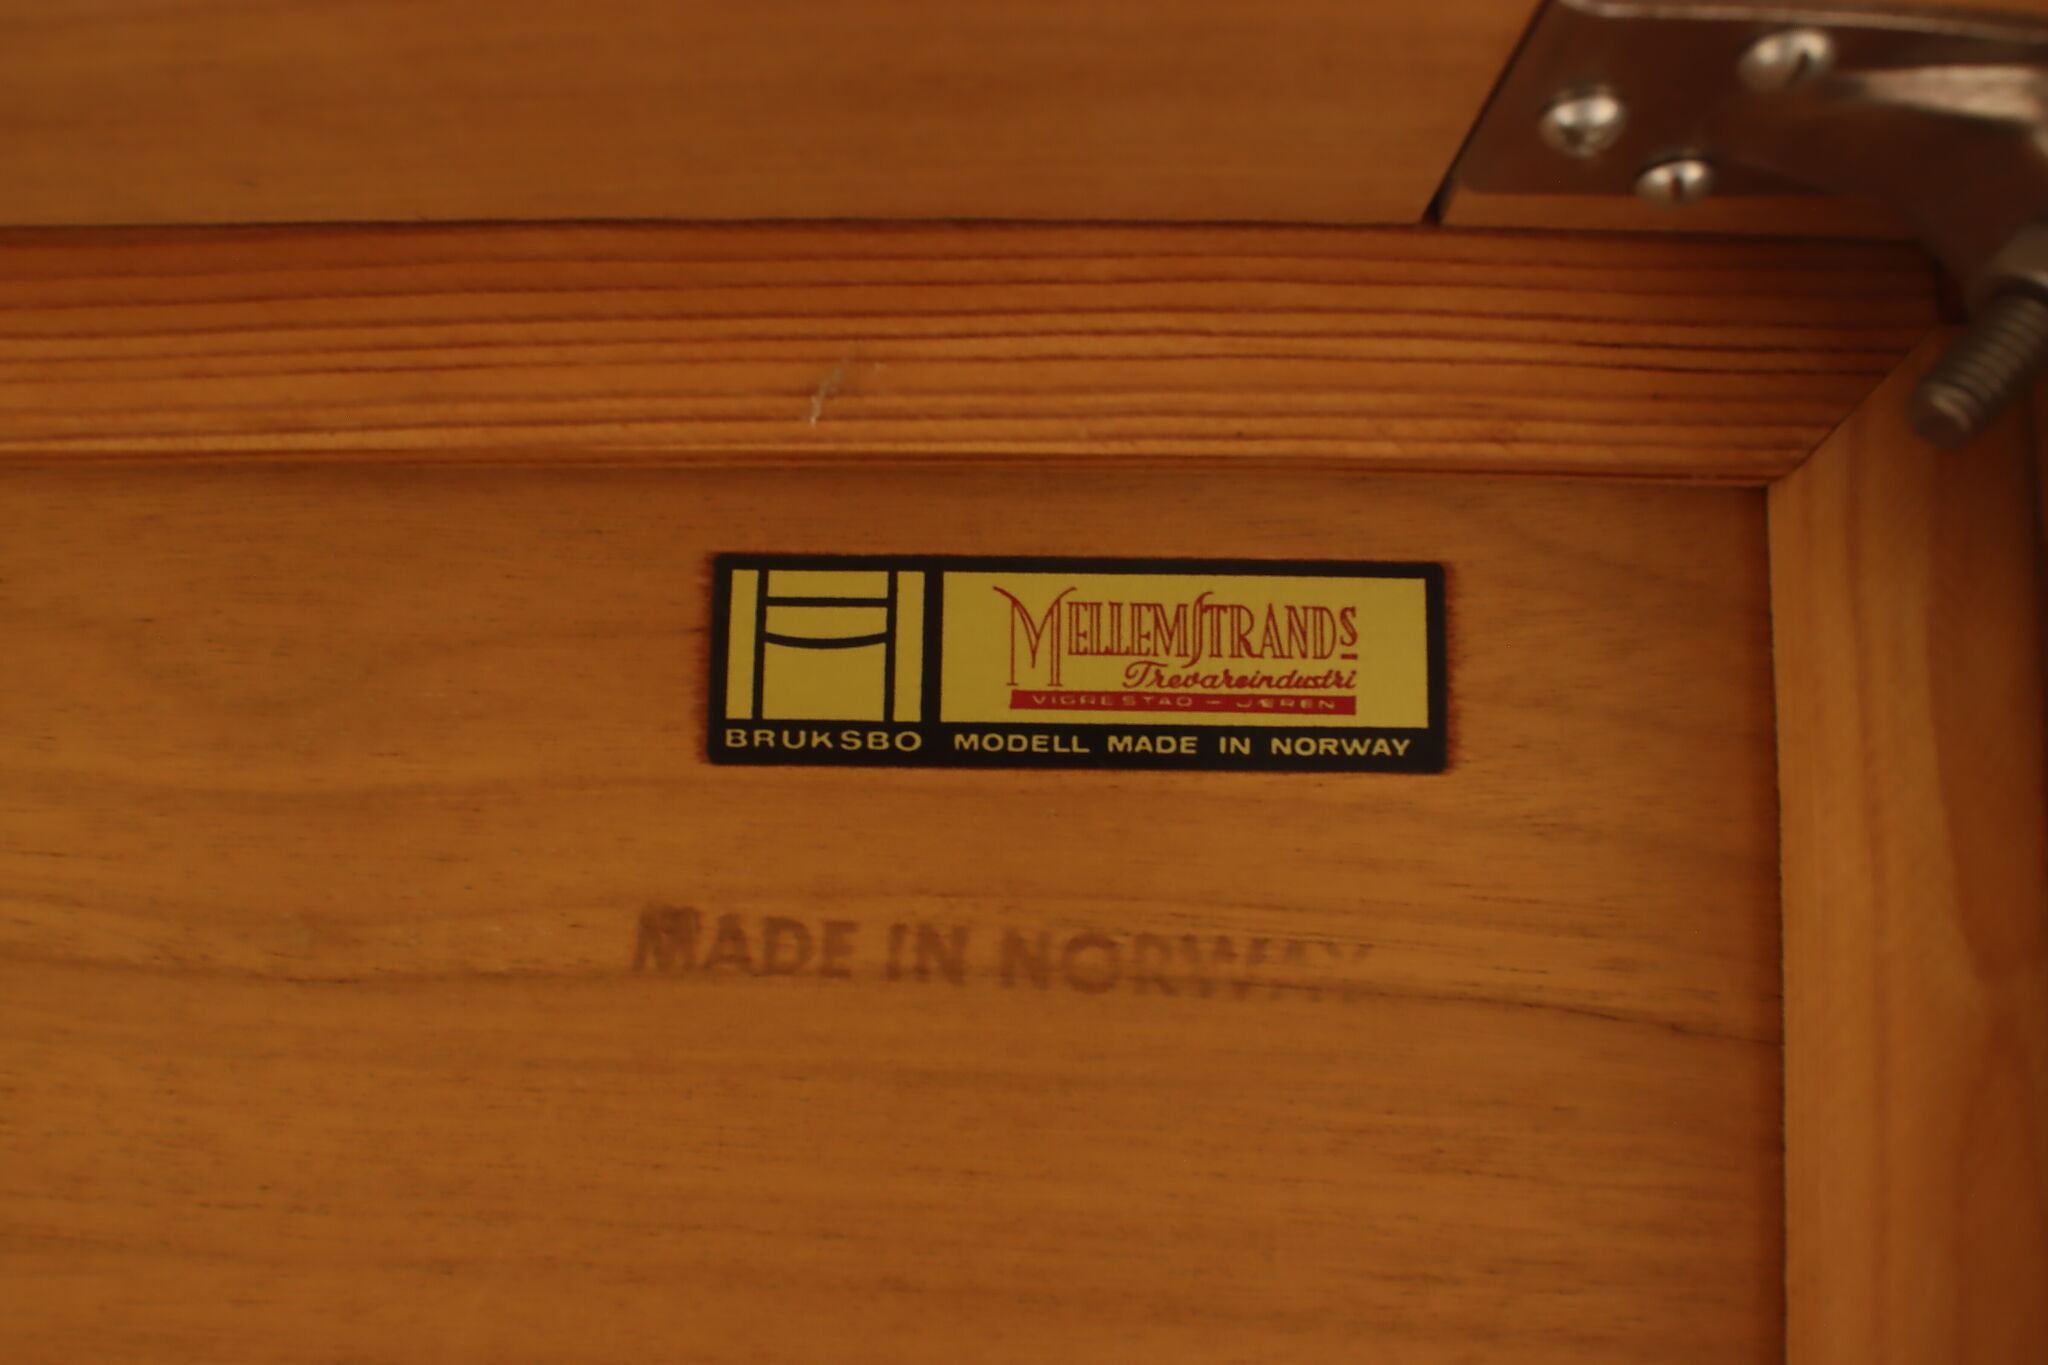 MELLEMSTRANDS
Trevareindustri
VIGRESTAD - JÆREN
BRUKSBO MODELL MADE IN NORWAY
MADE IN NORWAY